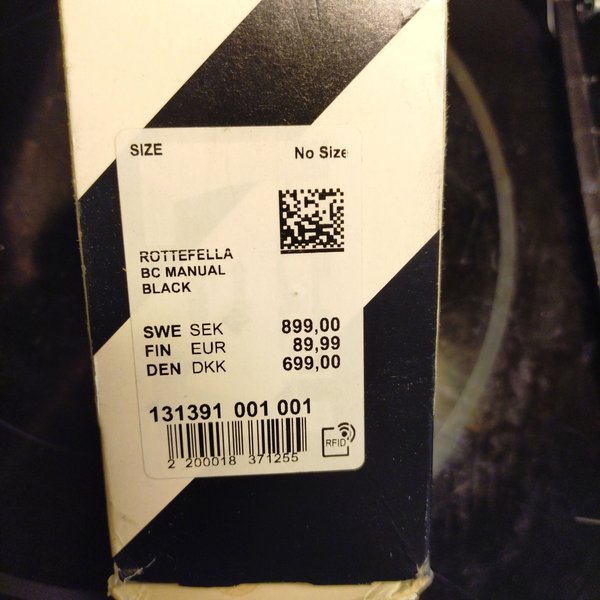 SIZE No Size
ROTTEFELLA
BC MANUAL
BLACK
SWE SEK 899,00
FIN EUR 89,99
DEN DKK 699,00
131391 001 001
RFID
2 200018 371255